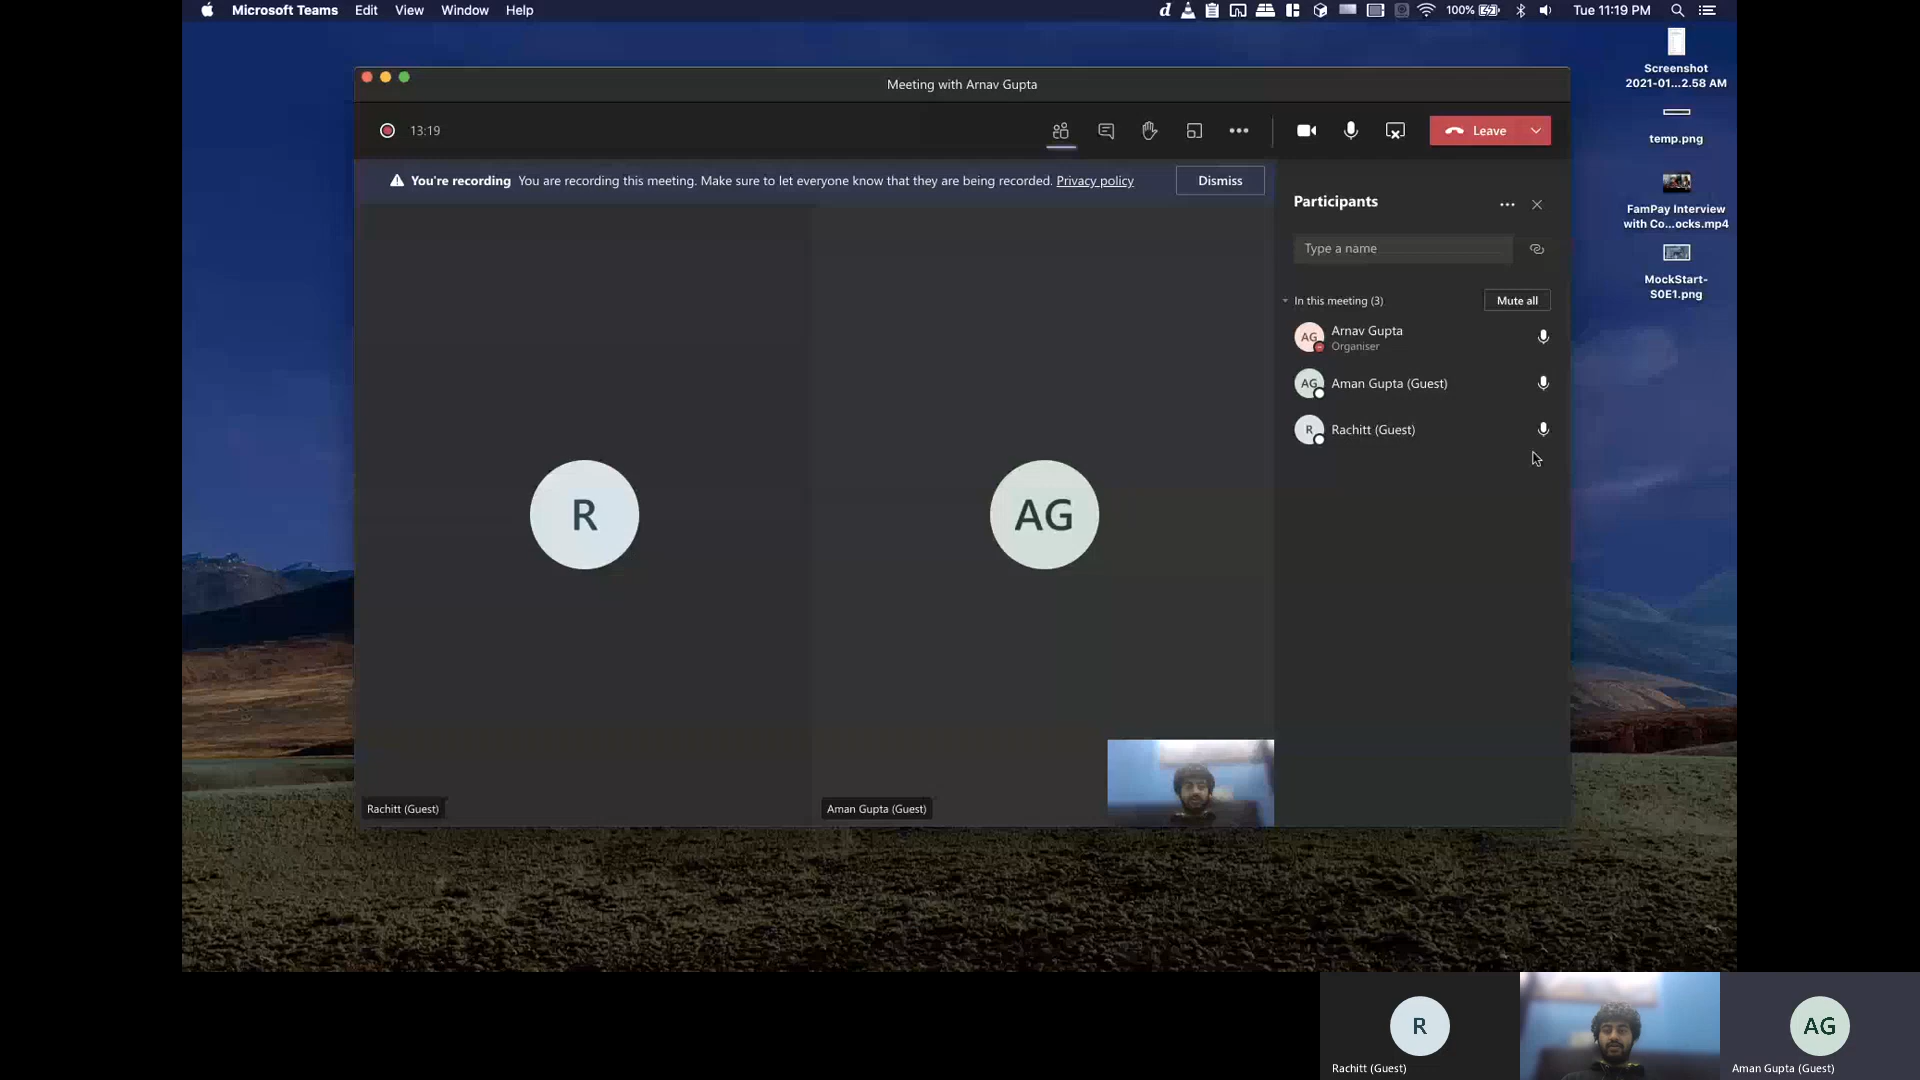 Microsoft Teams Edit View Window Help
100% Tue 11:19 PM
Screenshot
2021-01...2.58 AM
temp.png
FamPay Interview
with Co...ocks.mp4
MockStart-
S0E1.png
Meeting with Arnav Gupta
13:19
Leave
You're recording You are recording this meeting. Make sure to let everyone know that they are being recorded. Privacy policy
Dismiss
Participants
Type a name
In this meeting (3)
Mute all
AG Arnav Gupta
Organiser
AG Aman Gupta (Guest)
R Rachitt (Guest)
R
AG
Rachitt (Guest)
Aman Gupta (Guest)
R
AG
Rachitt (Guest)
Aman Gupta (Guest)